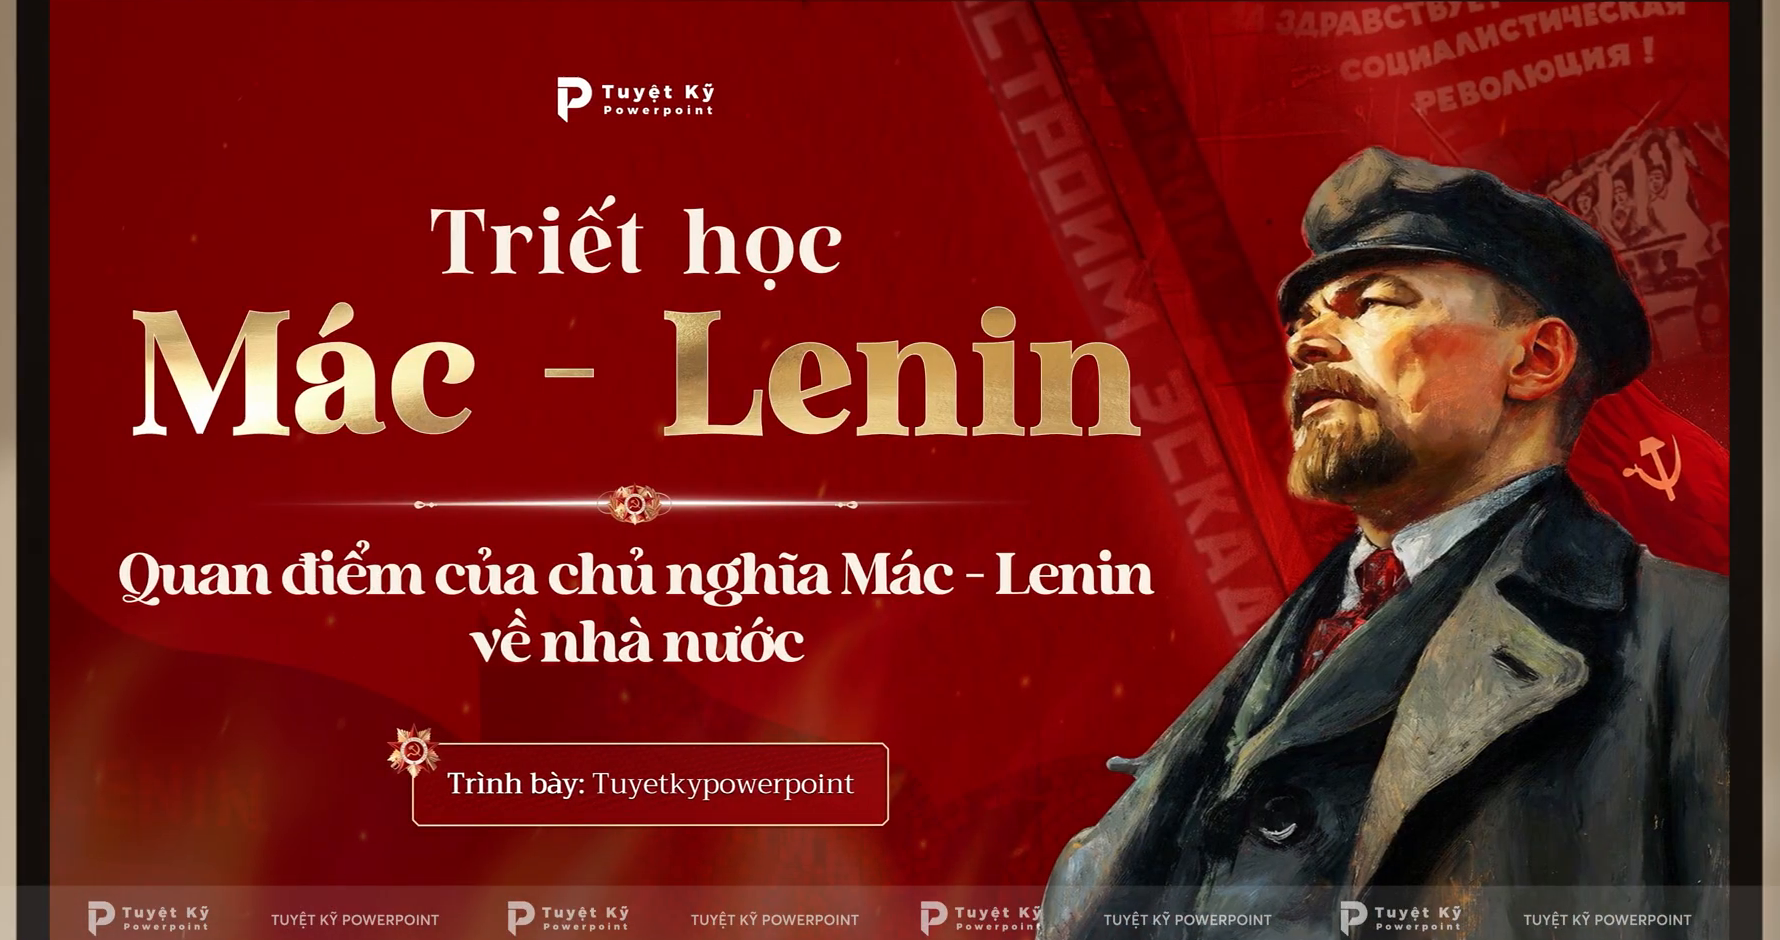 Tuyệt Kỹ
Powerpoint
ЗДРАВСТВУЕТ
СОЦИАЛИСТИЧЕСКАЯ
РЕВОЛЮЦИЯ !
СТРОИМ ЭСКАД
Triết học
Mác - Lenin
Quan điểm của chủ nghĩa Mác - Lenin
về nhà nước
Trình bày: Tuyetkypowerpoint
Tuyệt Kỹ
Powerpoint
TUYỆT KỸ POWERPOINT
Tuyệt Kỹ
Powerpoint
TUYỆT KỸ POWERPOINT
Tuyệt Kỹ
Powerpoint
TUYỆT KỸ POWERPOINT
Tuyệt Kỹ
Powerpoint
TUYỆT KỸ POWERPOINT